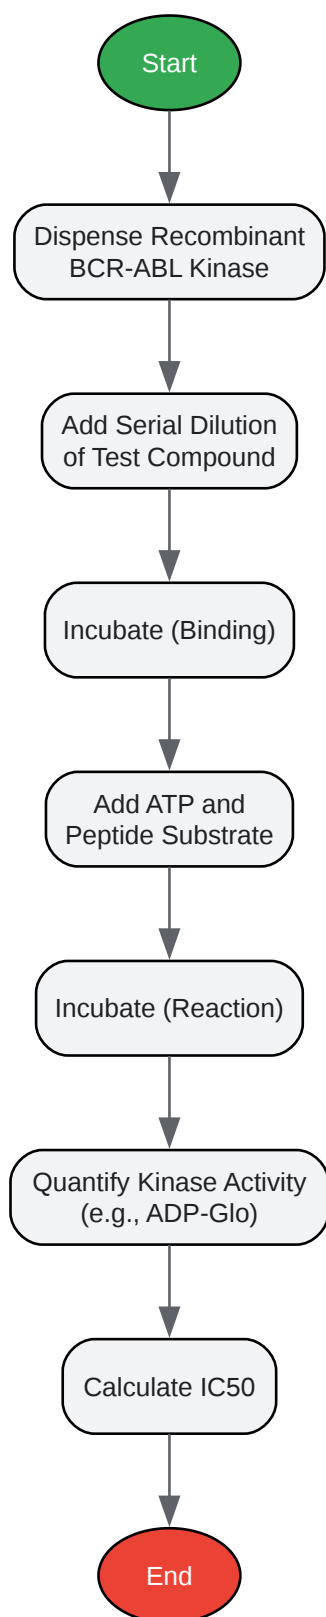 Start
Dispense Recombinant
BCR-ABL Kinase
Add Serial Dilution
of Test Compound
Incubate (Binding)
Add ATP and
Peptide Substrate
Incubate (Reaction)
Quantify Kinase Activity
(e.g., ADP-Glo)
Calculate IC50
End